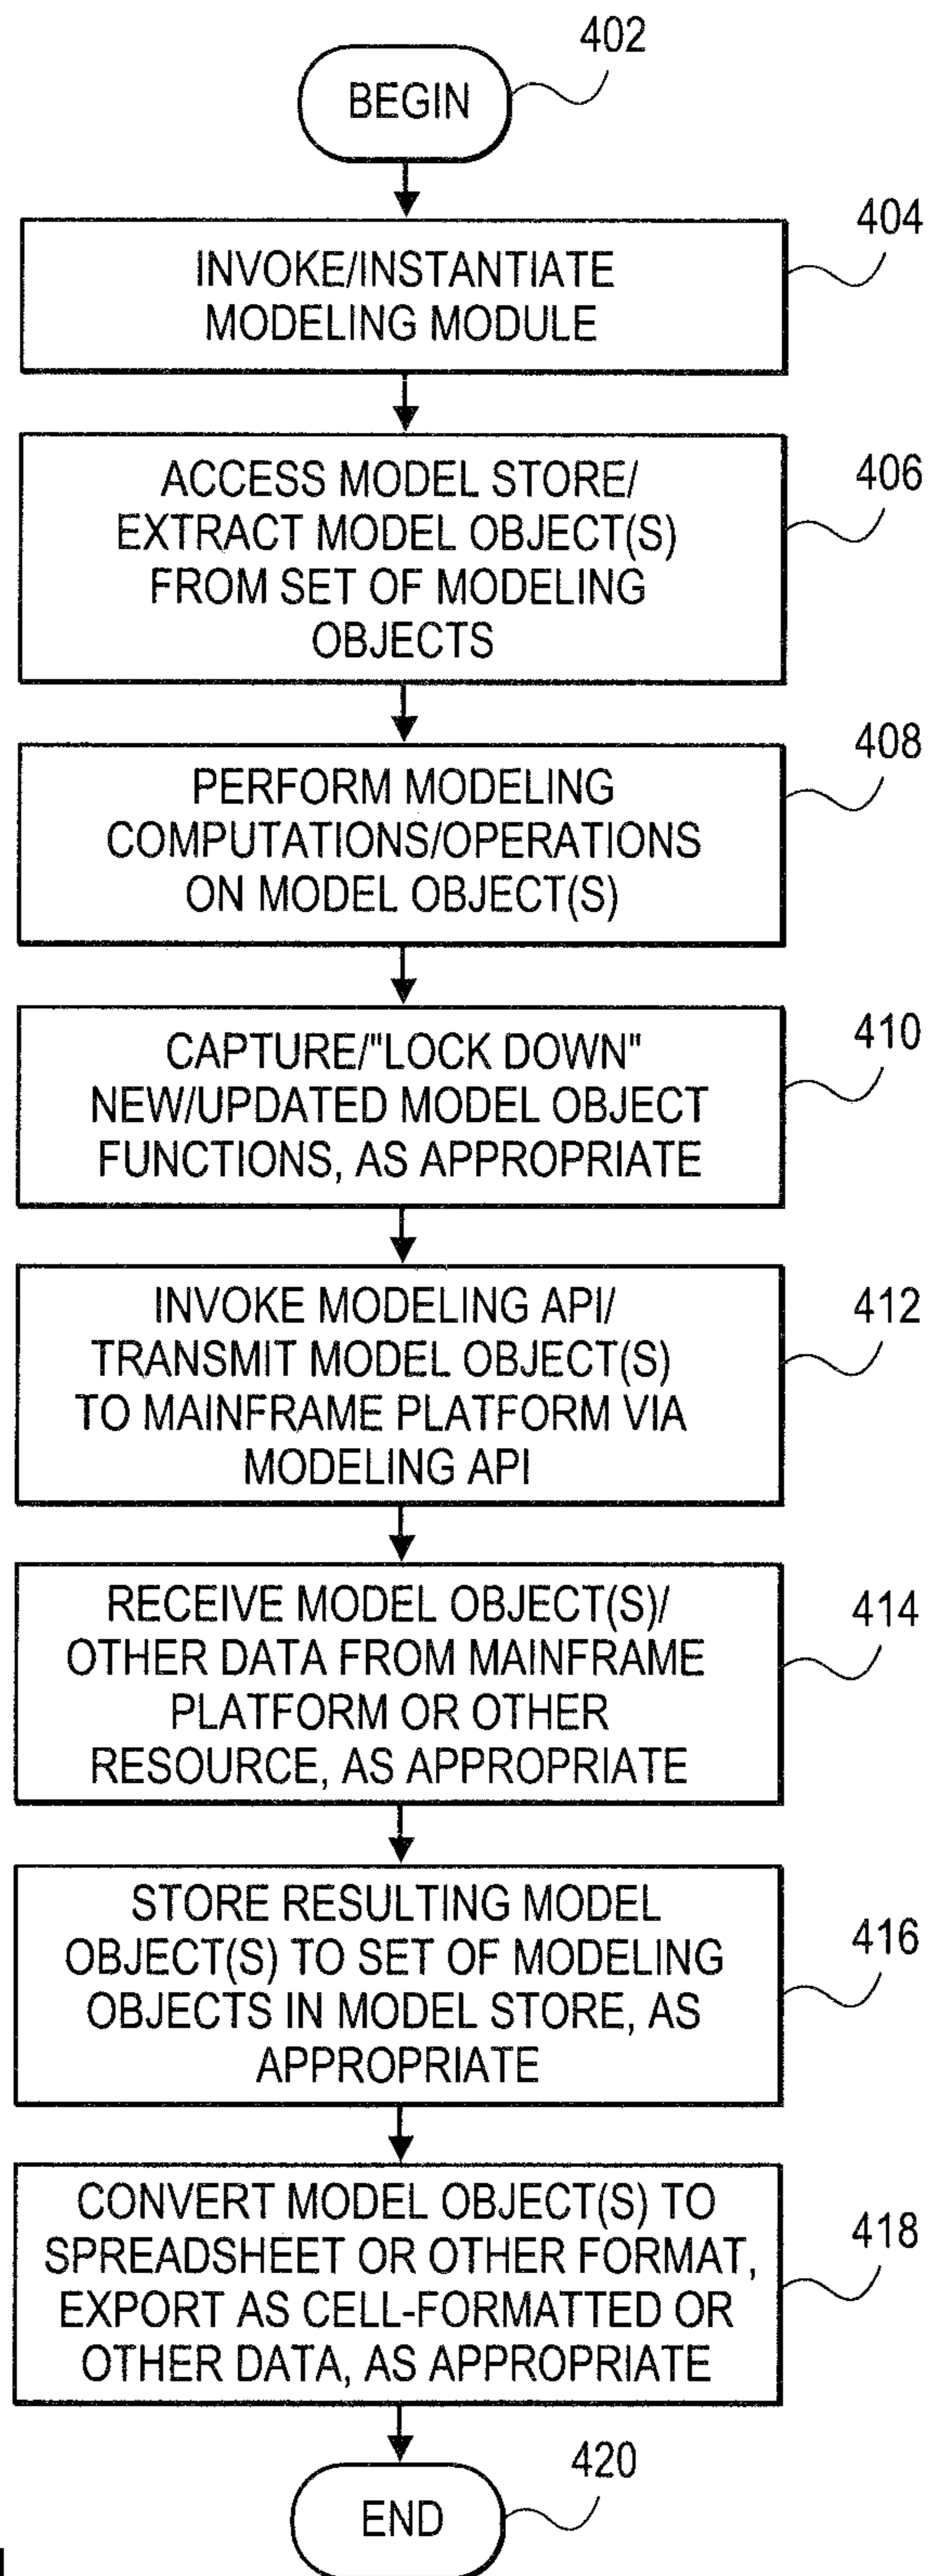 402
BEGIN
404
INVOKE/INSTANTIATE
MODELING MODULE
406
ACCESS MODEL STORE/
EXTRACT MODEL OBJECT(S)
FROM SET OF MODELING
OBJECTS
408
PERFORM MODELING
COMPUTATIONS/OPERATIONS
ON MODEL OBJECT(S)
410
CAPTURE/"LOCK DOWN"
NEW/UPDATED MODEL OBJECT
FUNCTIONS, AS APPROPRIATE
412
INVOKE MODELING API/
TRANSMIT MODEL OBJECT(S)
TO MAINFRAME PLATFORM VIA
MODELING API
414
RECEIVE MODEL OBJECT(S)/
OTHER DATA FROM MAINFRAME
PLATFORM OR OTHER
RESOURCE, AS APPROPRIATE
416
STORE RESULTING MODEL
OBJECT(S) TO SET OF MODELING
OBJECTS IN MODEL STORE, AS
APPROPRIATE
418
CONVERT MODEL OBJECT(S) TO
SPREADSHEET OR OTHER FORMAT,
EXPORT AS CELL-FORMATTED OR
OTHER DATA, AS APPROPRIATE
420
END